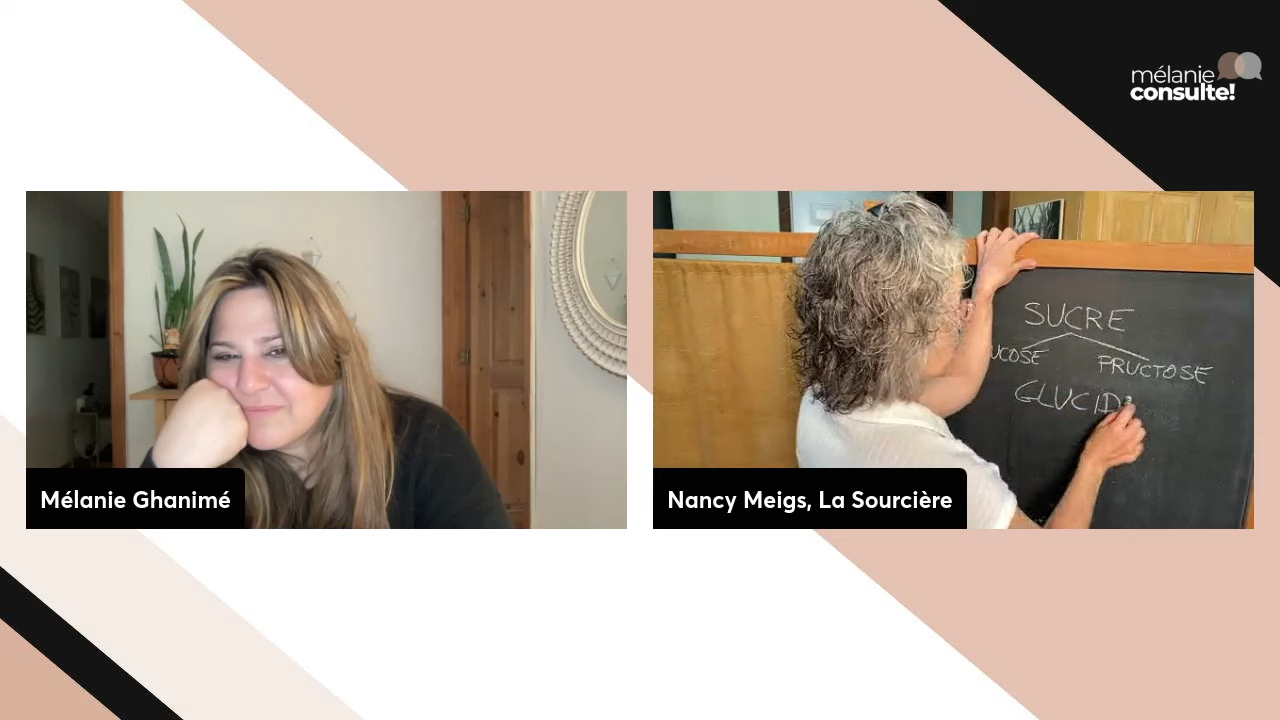 mélanie
consulte!
SUCRE
UCOSE FRUCTOSE
GLUCID
Mélanie Ghanimé
Nancy Meigs, La Sourcière